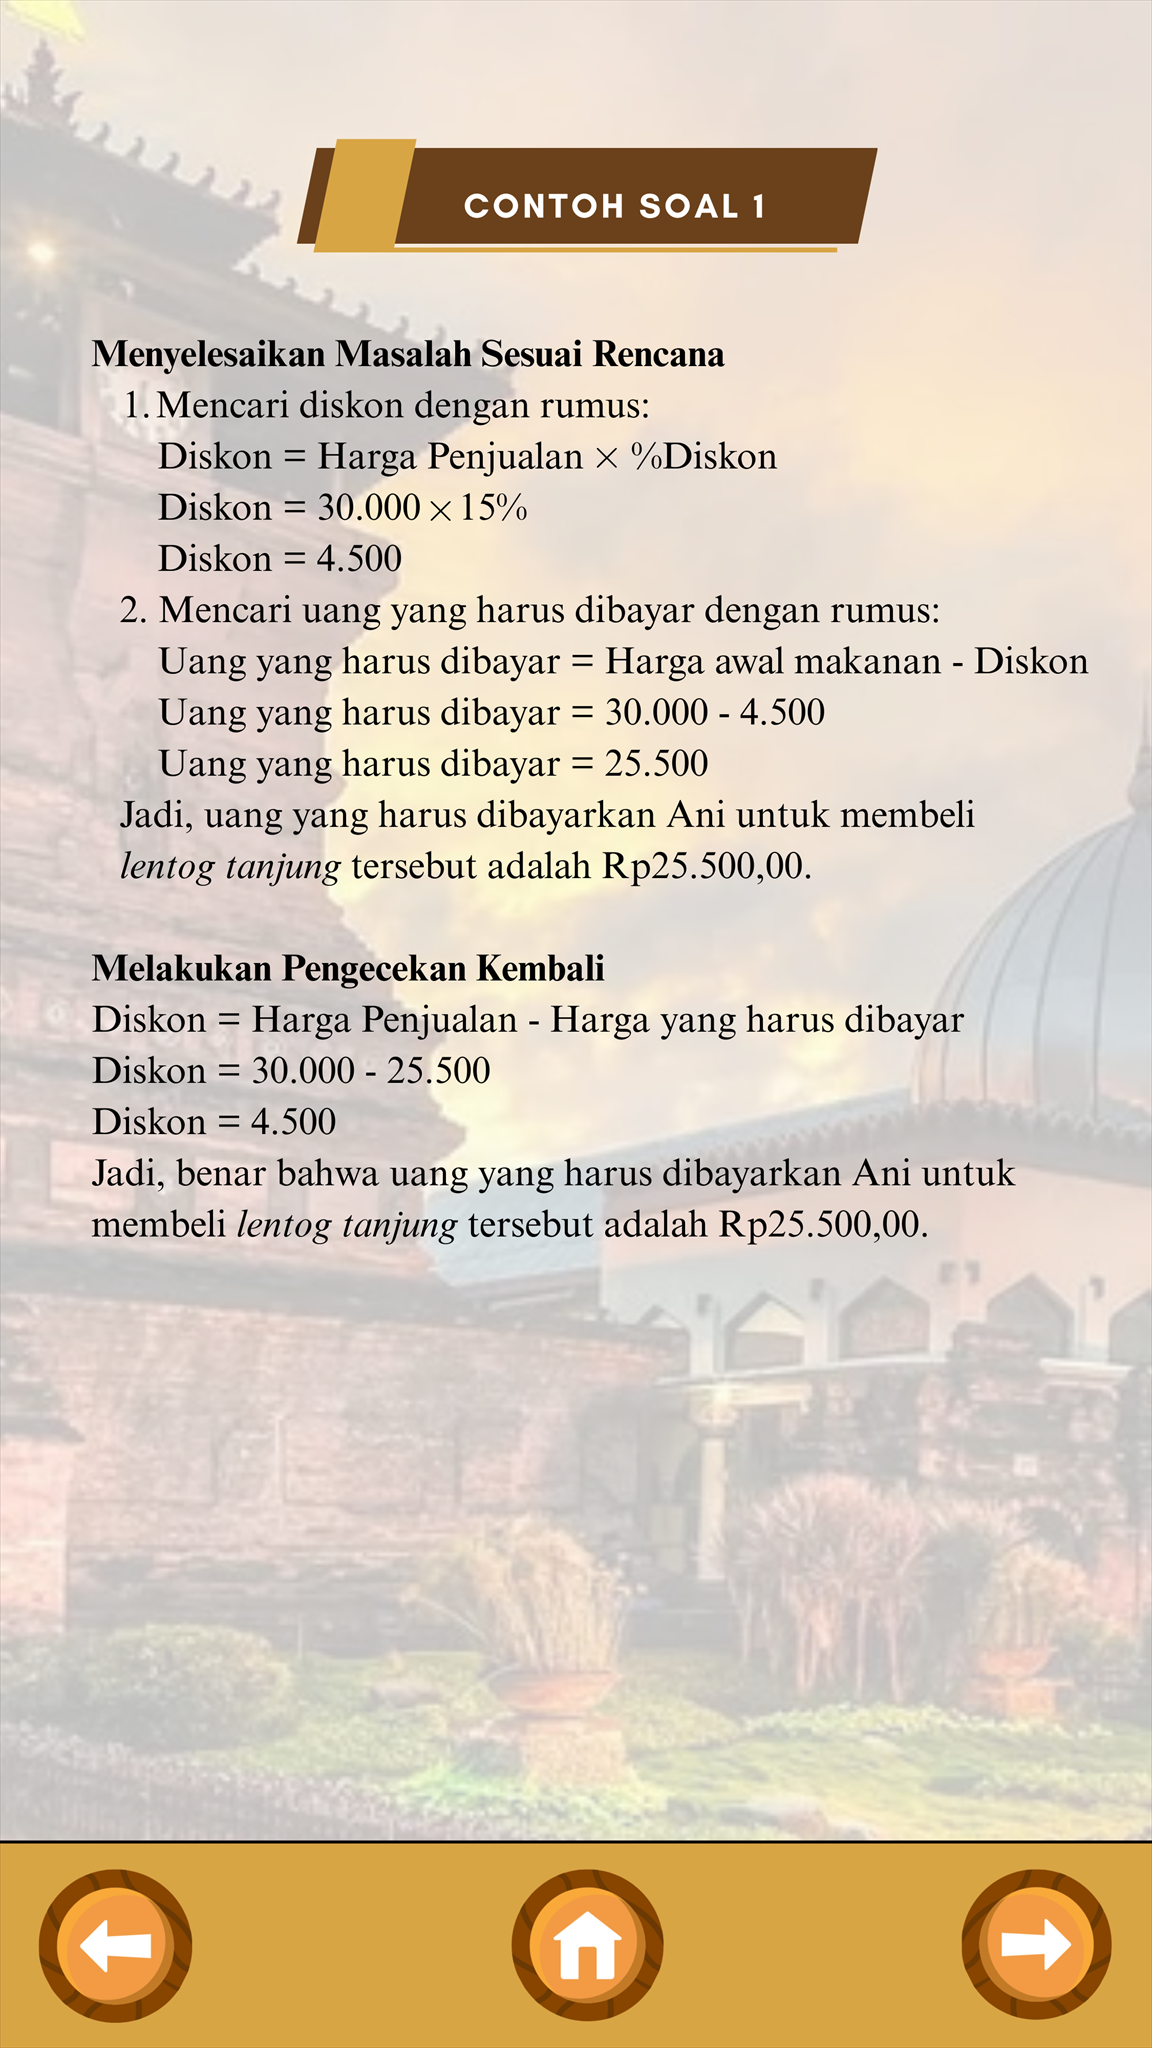 CONTOH SOAL 1
Menyelesaikan Masalah Sesuai Rencana
1. Mencari diskon dengan rumus:
Diskon = Harga Penjualan × %Diskon
Diskon = 30.000 × 15%
Diskon = 4.500
2. Mencari uang yang harus dibayar dengan rumus:
Uang yang harus dibayar = Harga awal makanan - Diskon
Uang yang harus dibayar = 30.000 - 4.500
Uang yang harus dibayar = 25.500
Jadi, uang yang harus dibayarkan Ani untuk membeli
lentog tanjung tersebut adalah Rp25.500,00.
Melakukan Pengecekan Kembali
Diskon = Harga Penjualan - Harga yang harus dibayar
Diskon = 30.000 - 25.500
Diskon = 4.500
Jadi, benar bahwa uang yang harus dibayarkan Ani untuk
membeli lentog tanjung tersebut adalah Rp25.500,00.